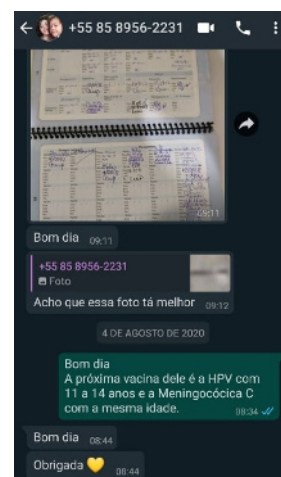 +55 85 8956-2231
09:11
Bom dia 09:11
+55 85 8956-2231
Foto
Acho que essa foto tá melhor 09:12
4 DE AGOSTO DE 2020
Bom dia
A próxima vacina dele é a HPV com
11 a 14 anos e a Meningocócica C
com a mesma idade. 08:34
Bom dia 08:44
Obrigada 💛 08:44